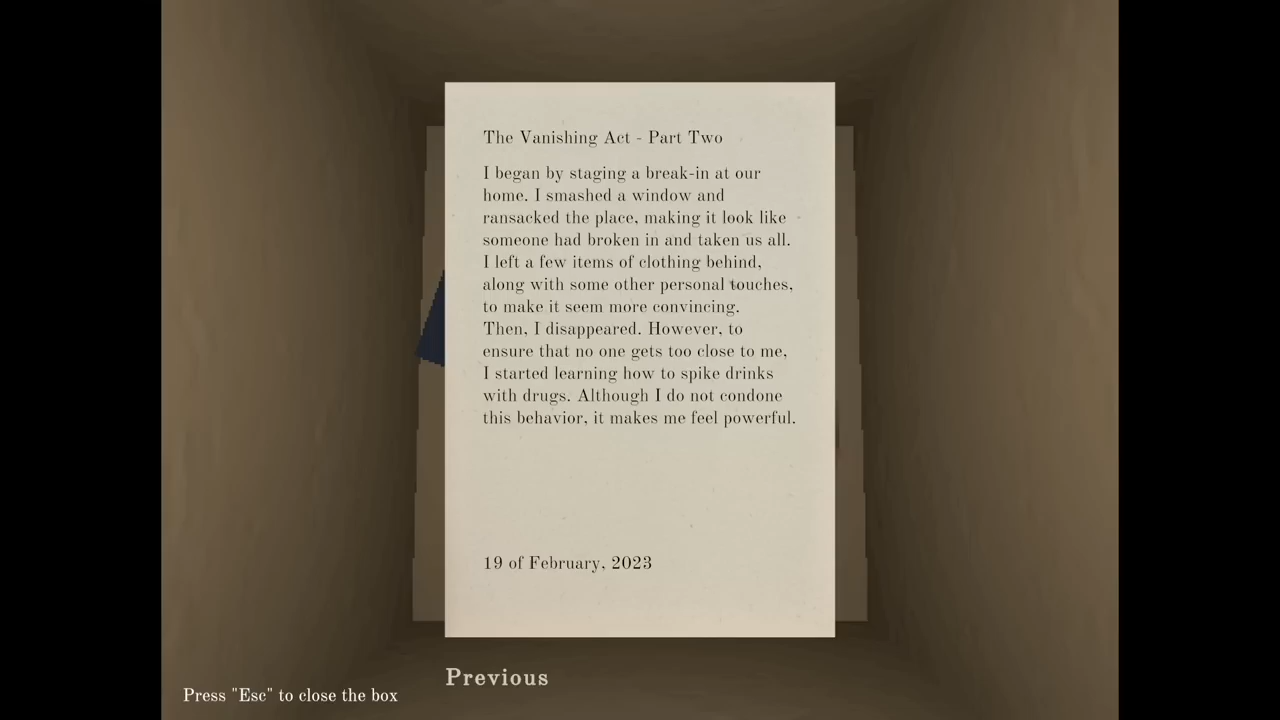 The Vanishing Act - Part Two
I began by staging a break-in at our
home. I smashed a window and
ransacked the place, making it look like
someone had broken in and taken us all.
I left a few items of clothing behind,
along with some other personal touches,
to make it seem more convincing.
Then, I disappeared. However, to
ensure that no one gets too close to me,
I started learning how to spike drinks
with drugs. Although I do not condone
this behavior, it makes me feel powerful.
19 of February, 2023
Previous
Press "Esc" to close the box